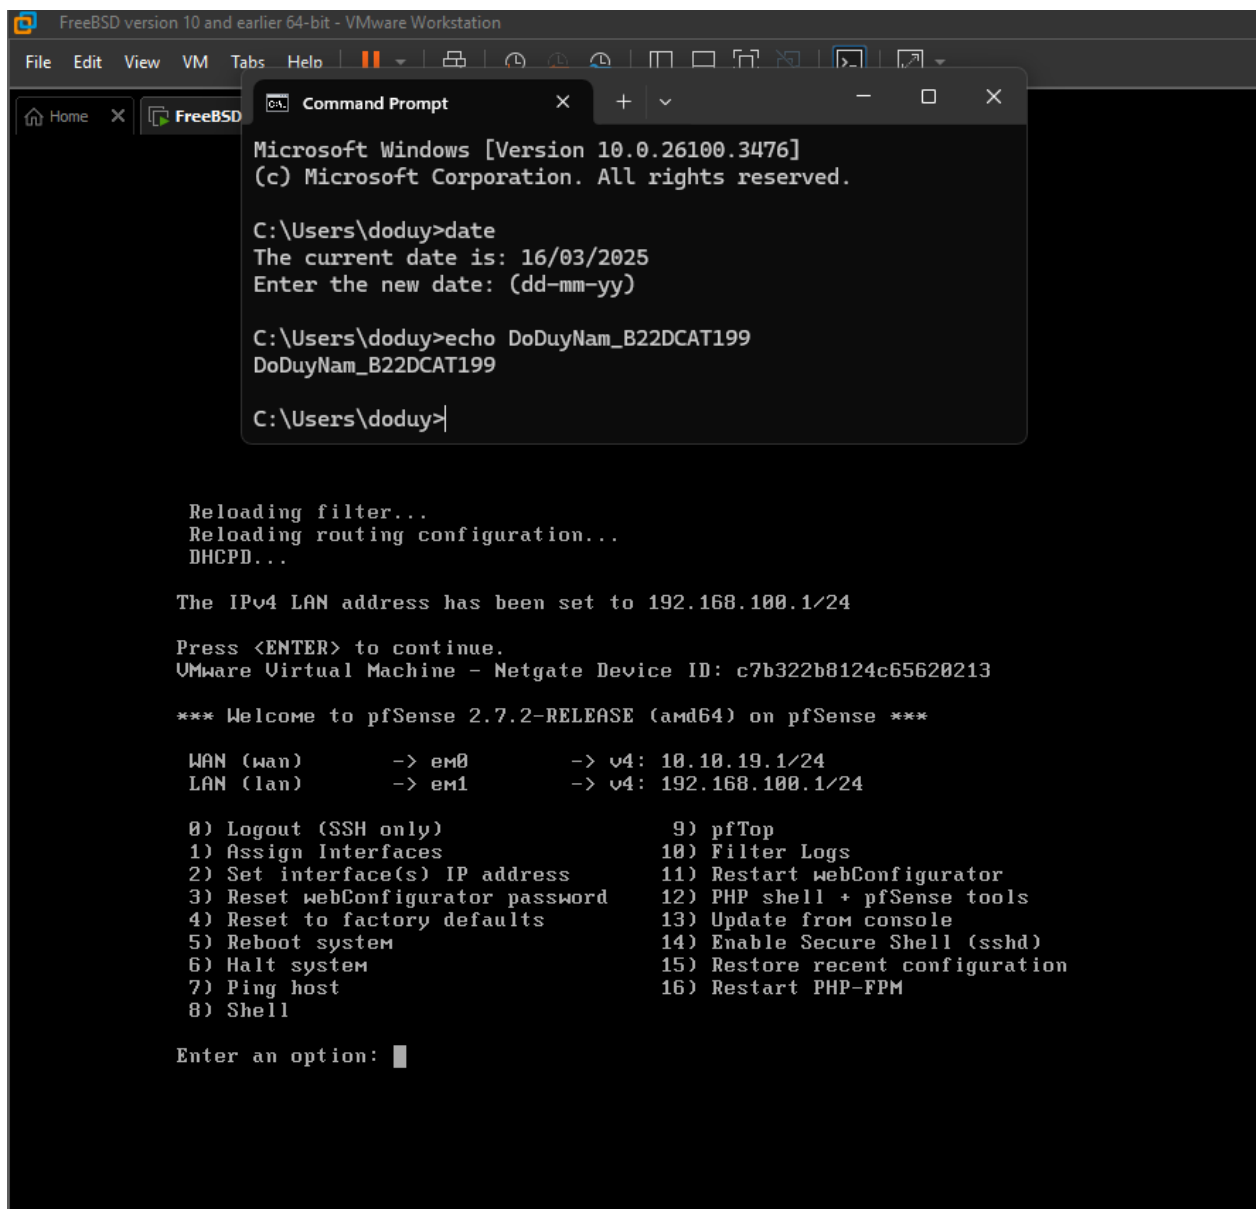 FreeBSD version 10 and earlier 64-bit - VMware Workstation
File Edit View VM Tabs Help
Home FreeBSD
Command Prompt
Microsoft Windows [Version 10.0.26100.3476]
(c) Microsoft Corporation. All rights reserved.
C:\Users\doduy>date
The current date is: 16/03/2025
Enter the new date: (dd-mm-yy)
C:\Users\doduy>echo DoDuyNam_B22DCAT199
DoDuyNam_B22DCAT199
C:\Users\doduy>
Reloading filter...
Reloading routing configuration...
DHCPD...
The IPv4 LAN address has been set to 192.168.100.1/24
Press <ENTER> to continue.
VMware Virtual Machine - Netgate Device ID: c7b322b8124c65620213
*** Welcome to pfSense 2.7.2-RELEASE (amd64) on pfSense ***
WAN (wan) -> em0 -> v4: 10.10.19.1/24
LAN (lan) -> em1 -> v4: 192.168.100.1/24
0) Logout (SSH only) 9) pfTop
1) Assign Interfaces 10) Filter Logs
2) Set interface(s) IP address 11) Restart webConfigurator
3) Reset webConfigurator password 12) PHP shell + pfSense tools
4) Reset to factory defaults 13) Update from console
5) Reboot system 14) Enable Secure Shell (sshd)
6) Halt system 15) Restore recent configuration
7) Ping host 16) Restart PHP-FPM
8) Shell
Enter an option: